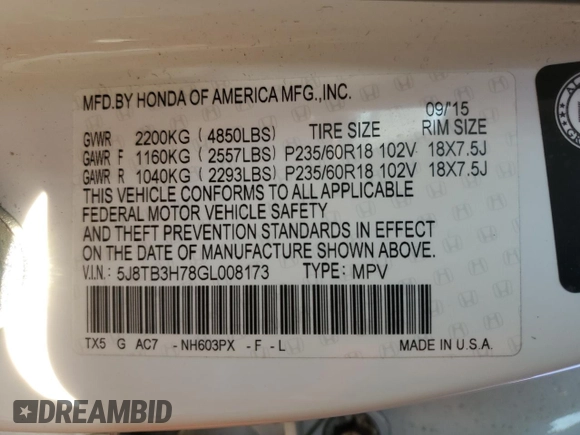 MFD.BY HONDA OF AMERICA MFG.,INC.
09/15
GVWR 2200KG (4850LBS) TIRE SIZE RIM SIZE
GAWR F 1160KG (2557LBS) P235/60R18 102V 18X7.5J
GAWR R 1040KG (2293LBS) P235/60R18 102V 18X7.5J
THIS VEHICLE CONFORMS TO ALL APPLICABLE
FEDERAL MOTOR VEHICLE SAFETY
AND THEFT PREVENTION STANDARDS IN EFFECT
ON THE DATE OF MANUFACTURE SHOWN ABOVE.
V.I.N.: 5J8TB3H78GL008173 TYPE: MPV
TX5 G AC7 -NH603PX -F -L MADE IN U.S.A.
DREAMBID